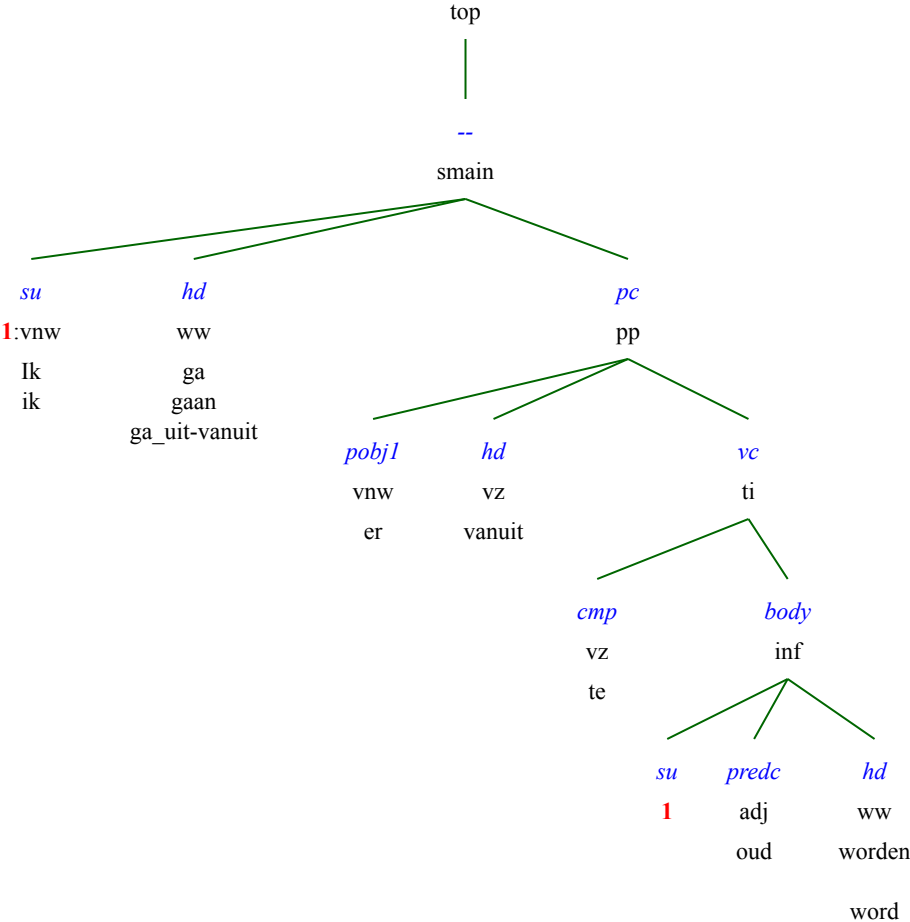 top
--
smain
su hd pc
1:vnw ww pp
Ik ga
ik gaan
ga_uit-vanuit
pobj1 hd vc
vnw vz ti
er vanuit
cmp body
vz inf
te
su predc hd
1 adj ww
oud worden
word